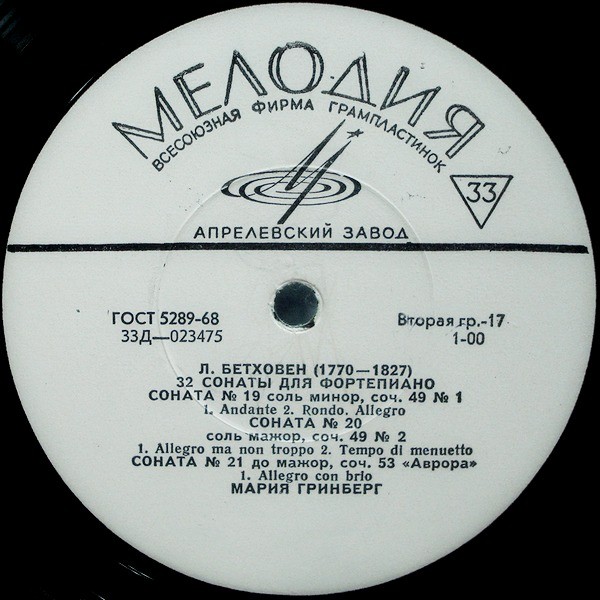 МЕЛОДИЯ
ВСЕСОЮЗНАЯ ФИРМА ГРАМПЛАСТИНОК
33
АПРЕЛЕВСКИЙ ЗАВОД
ГОСТ 5289-68
33Д—023475
Вторая гр.-17
1-00
Л. БЕТХОВЕН (1770—1827)
32 СОНАТЫ ДЛЯ ФОРТЕПИАНО
СОНАТА № 19 соль минор, соч. 49 № 1
1. Andante 2. Rondo. Allegro
СОНАТА № 20
соль мажор, соч. 49 № 2
1. Allegro ma non troppo 2. Tempo di menuetto
СОНАТА № 21 до мажор, соч. 53 «Аврора»
1. Allegro con brio
МАРИЯ ГРИНБЕРГ